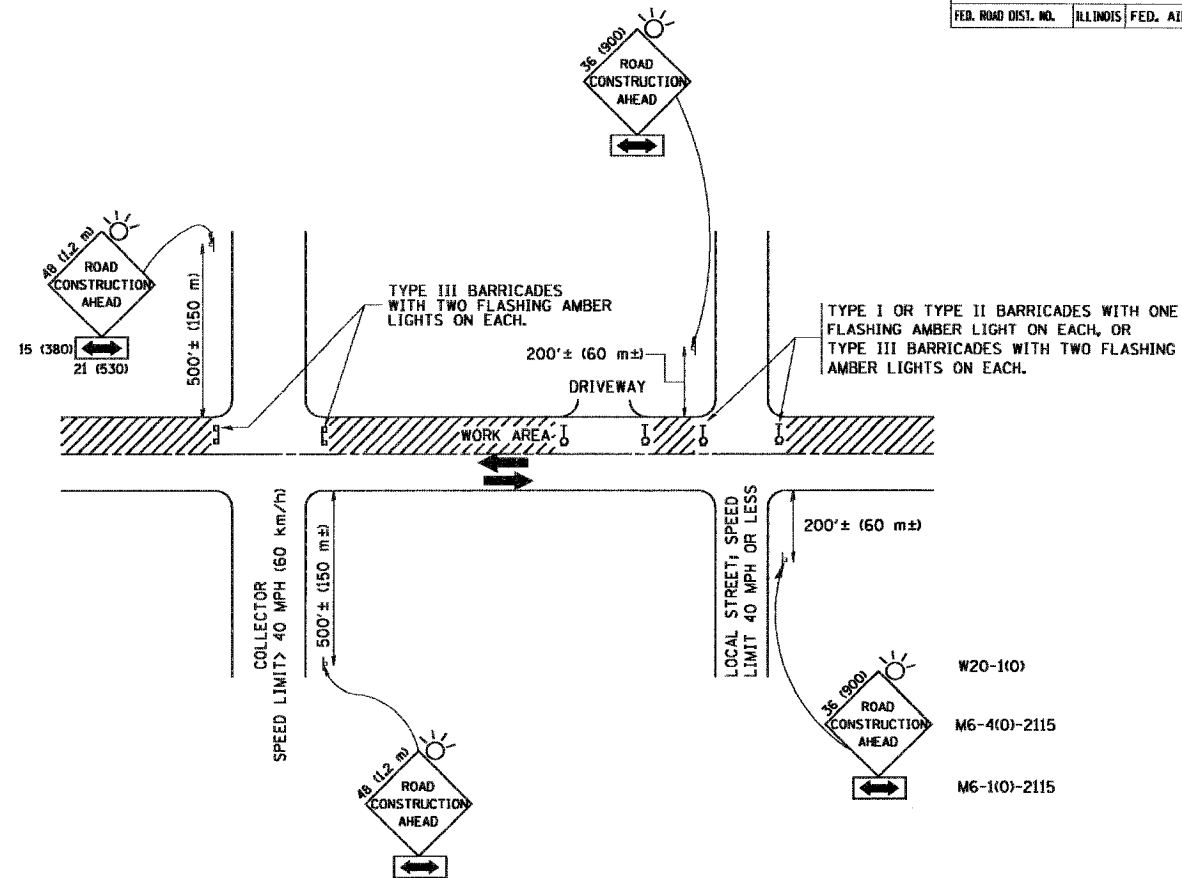 FED. ROAD DIST. NO. ILLINOIS FED. AI
36 (900)
ROAD
CONSTRUCTION
AHEAD
48 (1.2 m)
ROAD
CONSTRUCTION
AHEAD
15 (380)
21 (530)
500'± (150 m)
TYPE III BARRICADES
WITH TWO FLASHING AMBER
LIGHTS ON EACH.
200'± (60 m±)
DRIVEWAY
TYPE I OR TYPE II BARRICADES WITH ONE
FLASHING AMBER LIGHT ON EACH, OR
TYPE III BARRICADES WITH TWO FLASHING
AMBER LIGHTS ON EACH.
WORK AREA
COLLECTOR
SPEED LIMIT> 40 MPH (60 km/h)
500'± (150 m±)
LOCAL STREET; SPEED
LIMIT 40 MPH OR LESS
200'± (60 m±)
48 (1.2 m)
ROAD
CONSTRUCTION
AHEAD
36 (900)
ROAD
CONSTRUCTION
AHEAD
W20-1(O)
M6-4(O)-2115
M6-1(O)-2115